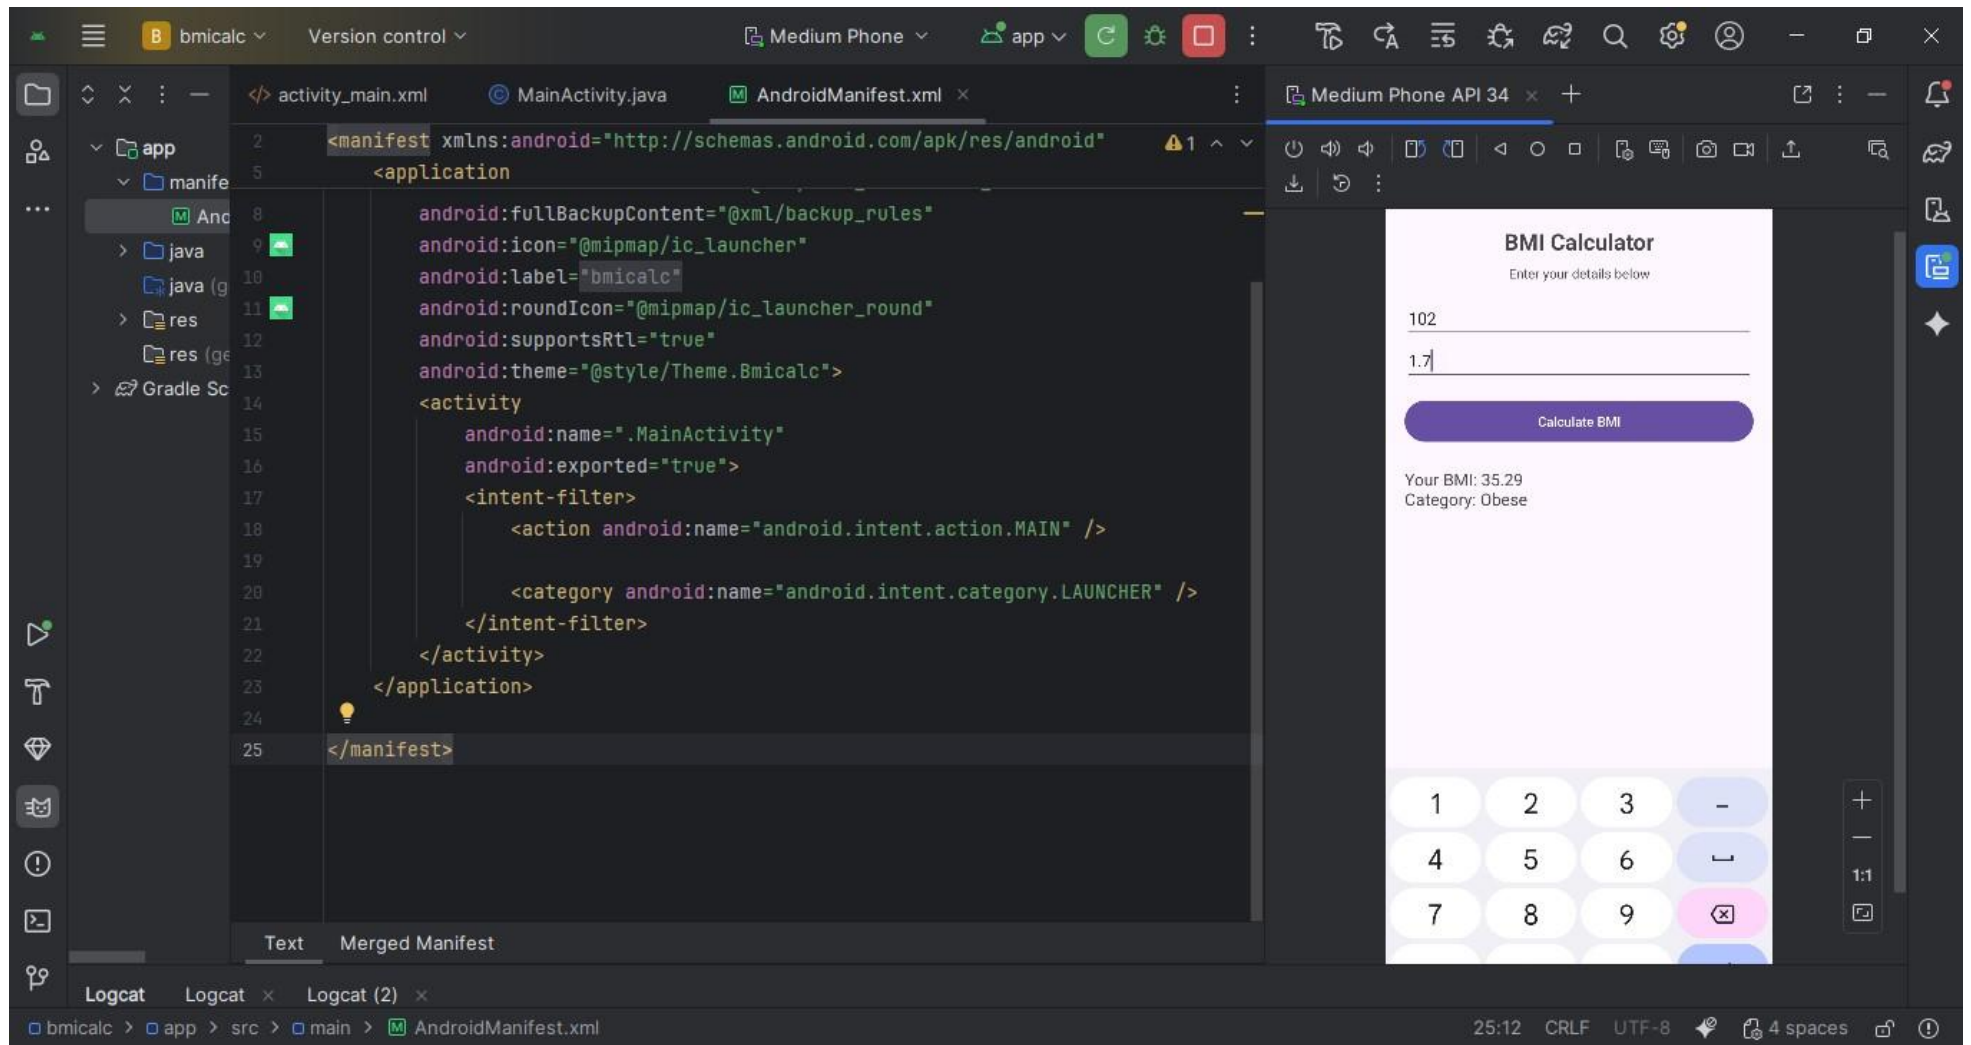 B bmicalc
Version control
Medium Phone
app
activity_main.xml
MainActivity.java
AndroidManifest.xml
Medium Phone API 34
app
manife
And
java
java (g
res
res (ge
Gradle Sc
2 <manifest xmlns:android="http://schemas.android.com/apk/res/android"
1
5 <application
8 android:fullBackupContent="@xml/backup_rules"
9 android:icon="@mipmap/ic_launcher"
10 android:label="bmicalc"
11 android:roundIcon="@mipmap/ic_launcher_round"
12 android:supportsRtl="true"
13 android:theme="@style/Theme.Bmicalc">
14 <activity
15 android:name=".MainActivity"
16 android:exported="true">
17 <intent-filter>
18 <action android:name="android.intent.action.MAIN" />
19
20 <category android:name="android.intent.category.LAUNCHER" />
21 </intent-filter>
22 </activity>
23 </application>
24
25 </manifest>
Text
Merged Manifest
BMI Calculator
Enter your details below
102
1.7
Calculate BMI
Your BMI: 35.29
Category: Obese
1 2 3 -
4 5 6
7 8 9
1:1
Logcat
Logcat
Logcat (2)
bmicalc > app > src > main > AndroidManifest.xml
25:12 CRLF UTF-8 4 spaces